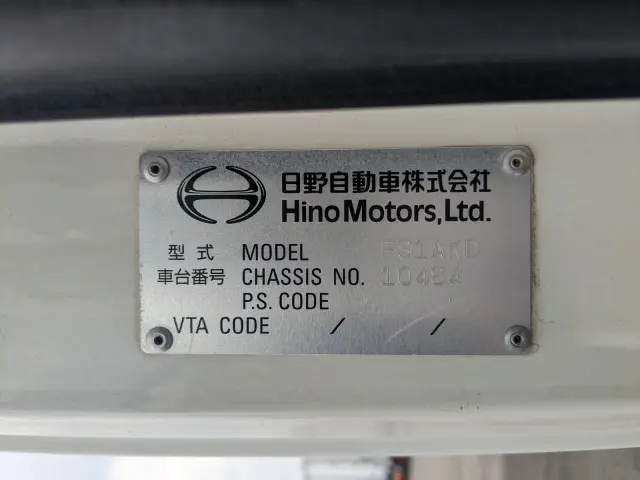 日野自動車株式会社
Hino Motors, Ltd.
型式 MODEL
車台番号 CHASSIS NO. 10454
P.S. CODE
VTA CODE / /